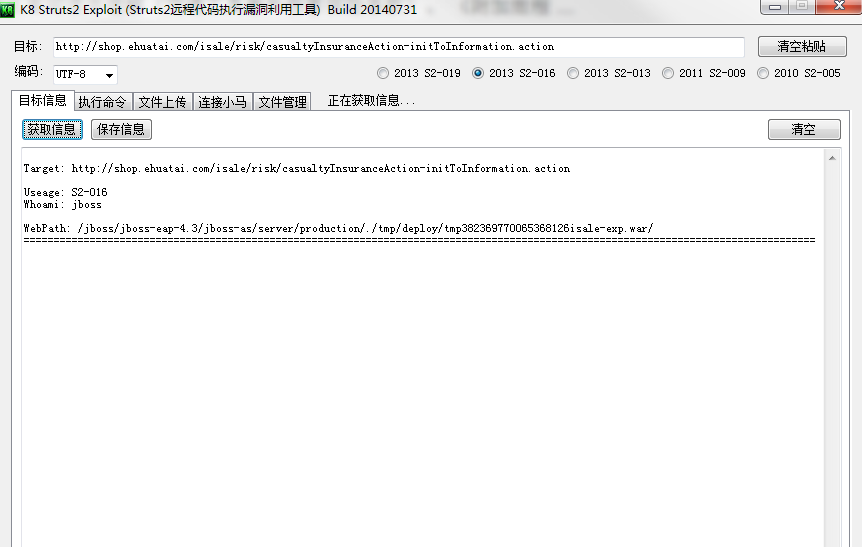 K8 Struts2 Exploit (Struts2远程代码执行漏洞利用工具) Build 20140731
目标: http://shop.ehuatai.com/isale/risk/casualtyInsuranceAction-initToInformation.action 清空粘贴
编码: UTF-8 2013 S2-019 2013 S2-016 2013 S2-013 2011 S2-009 2010 S2-005
目标信息 执行命令 文件上传 连接小马 文件管理 正在获取信息...
获取信息 保存信息 清空
Target: http://shop.ehuatai.com/isale/risk/casualtyInsuranceAction-initToInformation.action
Useage: S2-016
Whoami: jboss
WebPath: /jboss/jboss-eap-4.3/jboss-as/server/production/./tmp/deploy/tmp382369770065368126isale-exp.war/